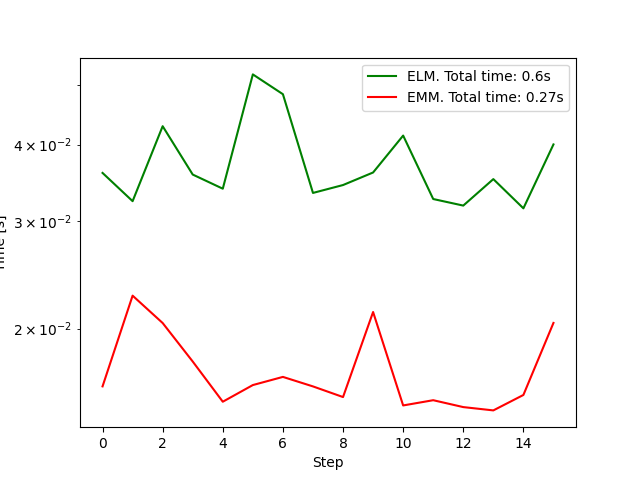 ELM. Total time: 0.6s
EMM. Total time: 0.27s
4 × 10⁻²
3 × 10⁻²
2 × 10⁻²
Time [s]
0 2 4 6 8 10 12 14
Step